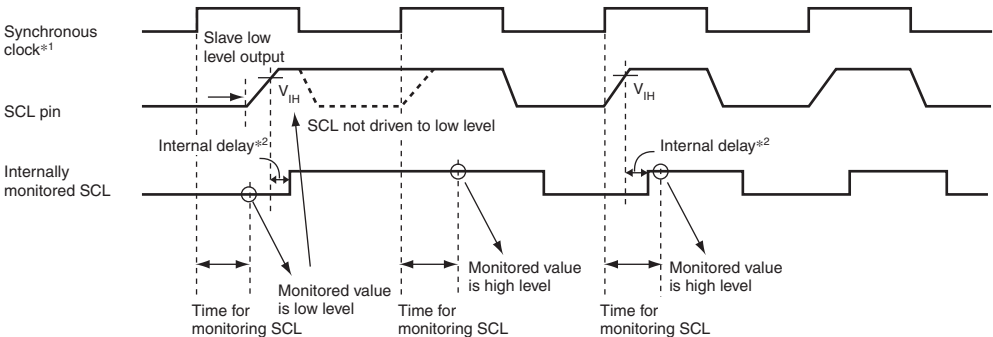 Synchronous
clock*1
Slave low
level output
VIH
VIH
SCL pin
SCL not driven to low level
Internal delay*2
Internal delay*2
Internally
monitored SCL
Monitored value
is low level
Monitored value
is high level
Monitored value
is high level
Time for
monitoring SCL
Time for
monitoring SCL
Time for
monitoring SCL